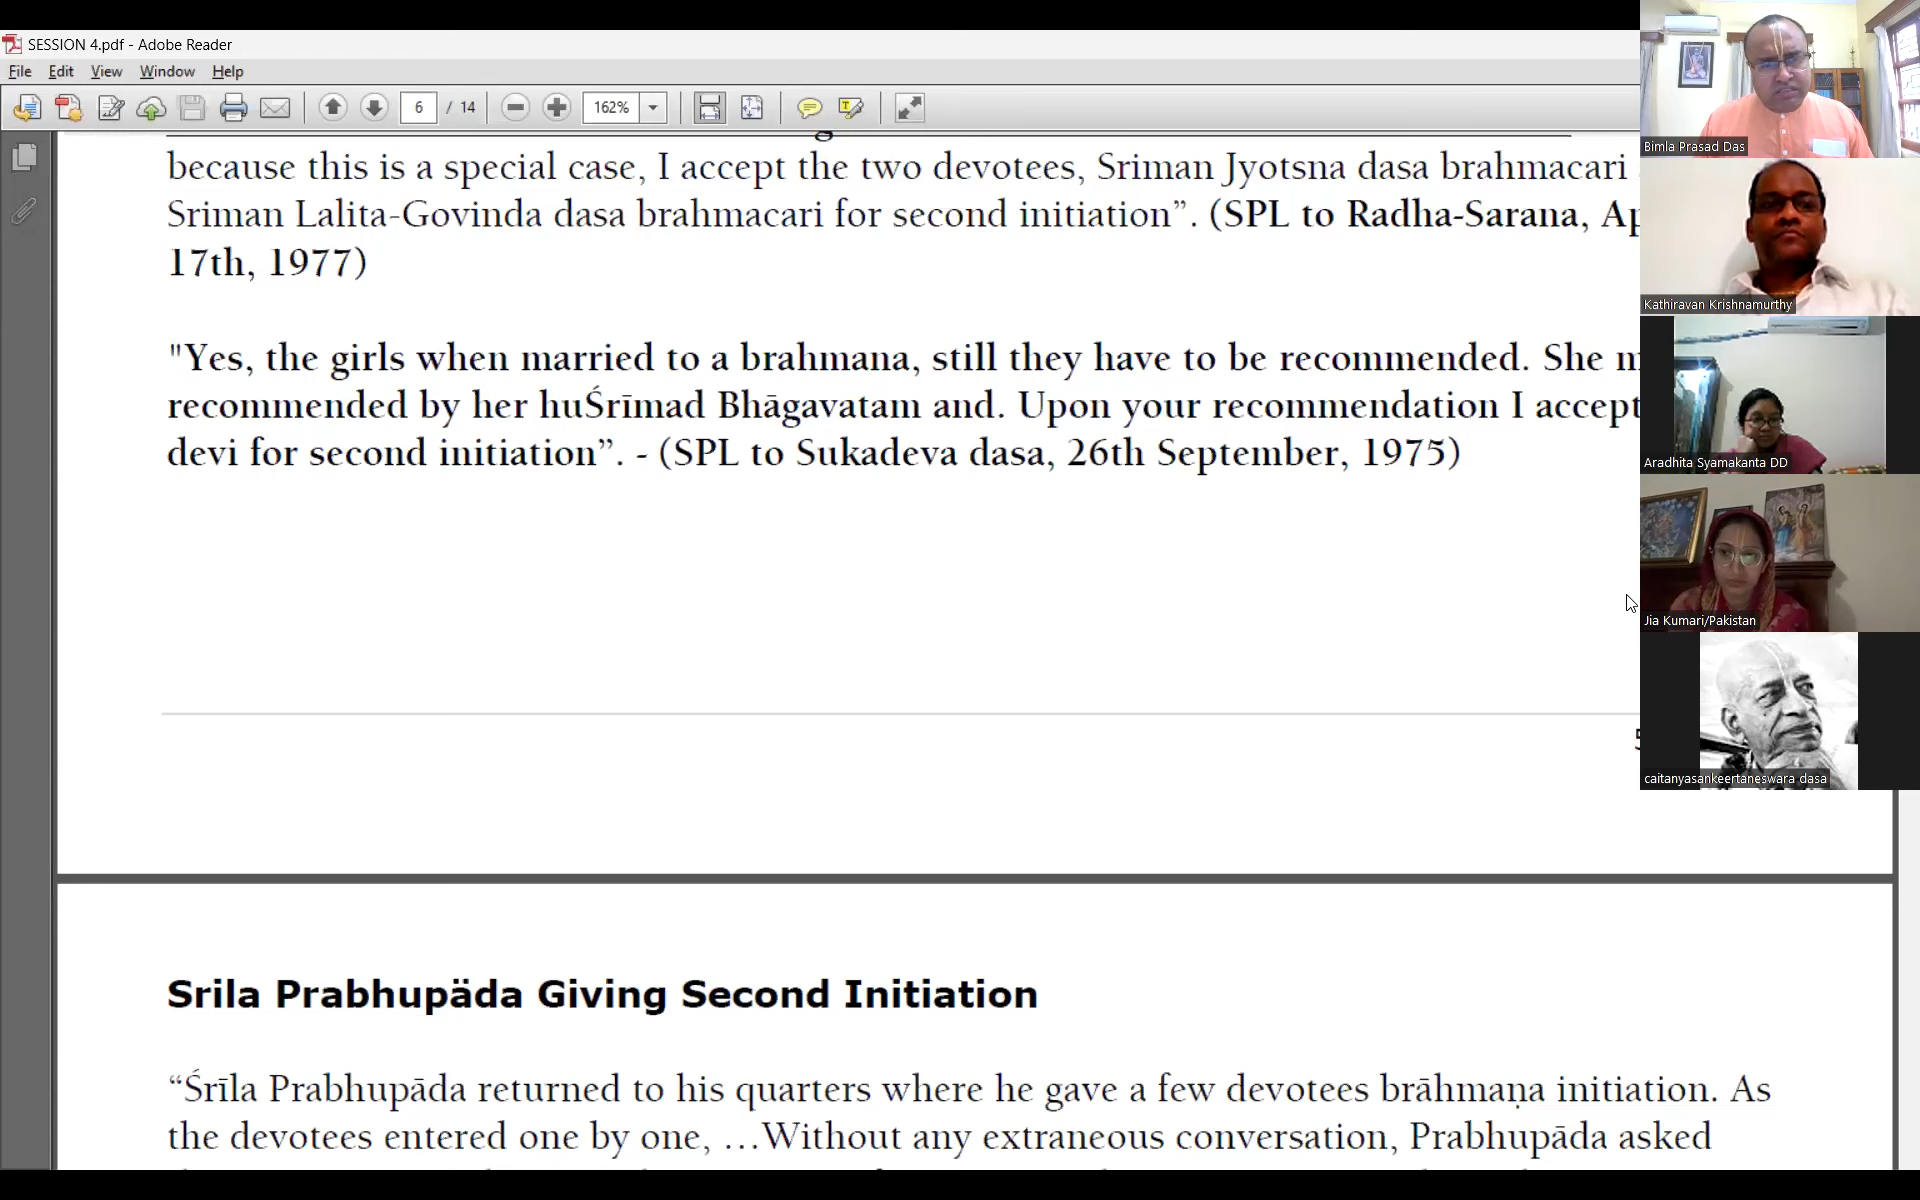 SESSION 4.pdf - Adobe Reader
File Edit View Window Help
6 / 14 162%
because this is a special case, I accept the two devotees, Sriman Jyotsna dasa brahmacari
Sriman Lalita-Govinda dasa brahmacari for second initiation”. (SPL to Radha-Sarana,
17th, 1977)
"Yes, the girls when married to a brahmana, still they have to be recommended. She
recommended by her huŚrīmad Bhāgavatam and. Upon your recommendation I accept
devi for second initiation”. - (SPL to Sukadeva dasa, 26th September, 1975)
Srila Prabhupäda Giving Second Initiation
“Śrīla Prabhupāda returned to his quarters where he gave a few devotees brāhmaṇa initiation. As
the devotees entered one by one, …Without any extraneous conversation, Prabhupāda asked
Bimla Prasad Das
Kathiravan Krishnamurthy
Aradhita Syamakanta DD
Jia Kumari/Pakistan
caitanyasankeertaneswara dasa